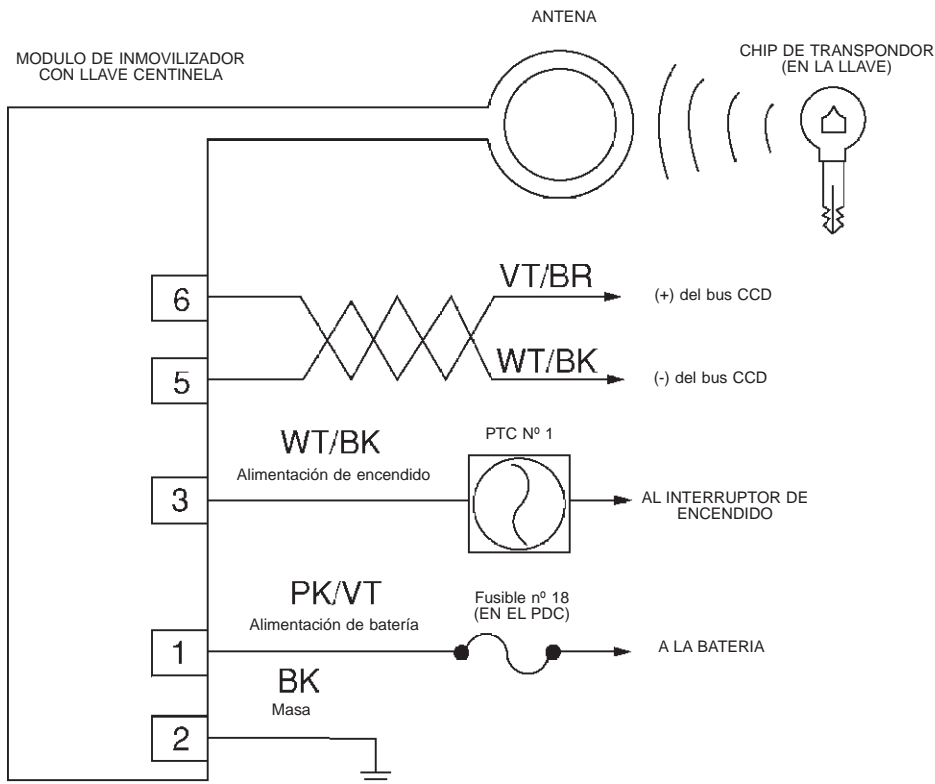 ANTENA
MODULO DE INMOVILIZADOR
CON LLAVE CENTINELA
CHIP DE TRANSPONDOR
(EN LA LLAVE)
6
VT/BR
(+) del bus CCD
5
WT/BK
(-) del bus CCD
WT/BK
Alimentación de encendido
PTC Nº 1
3
AL INTERRUPTOR DE
ENCENDIDO
PK/VT
Alimentación de batería
Fusible nº 18
(EN EL PDC)
1
A LA BATERIA
BK
Masa
2